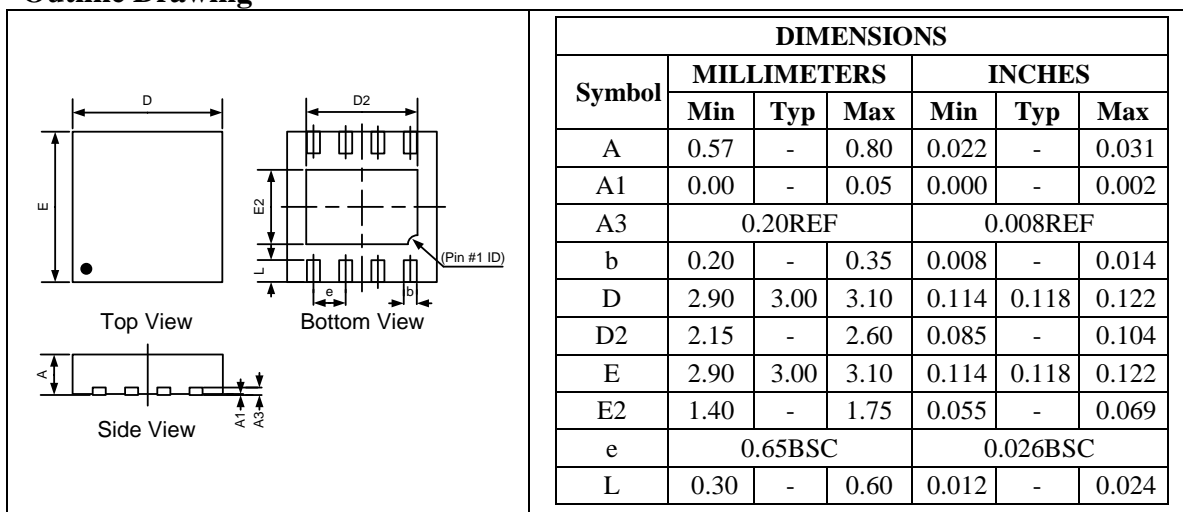 Outline Drawing
D
E
Top View
D2
E2
L
e
b
(Pin #1 ID)
Bottom View
A
A1
A3
Side View
DIMENSIONS
Symbol MILLIMETERS INCHES
Min Typ Max Min Typ Max
A 0.57 - 0.80 0.022 - 0.031
A1 0.00 - 0.05 0.000 - 0.002
A3 0.20REF 0.008REF
b 0.20 - 0.35 0.008 - 0.014
D 2.90 3.00 3.10 0.114 0.118 0.122
D2 2.15 - 2.60 0.085 - 0.104
E 2.90 3.00 3.10 0.114 0.118 0.122
E2 1.40 - 1.75 0.055 - 0.069
e 0.65BSC 0.026BSC
L 0.30 - 0.60 0.012 - 0.024